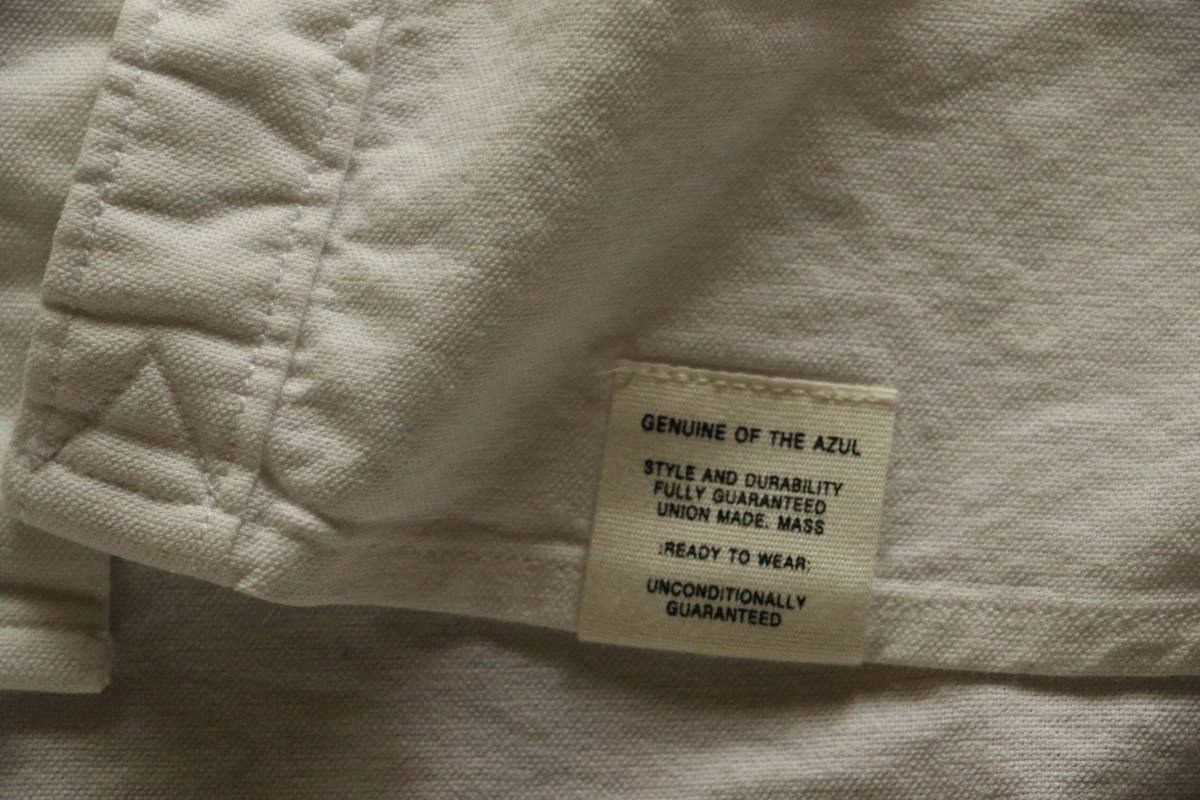 GENUINE OF THE AZUL
STYLE AND DURABILITY
FULLY GUARANTEED
UNION MADE. MASS
:READY TO WEAR:
UNCONDITIONALLY
GUARANTEED